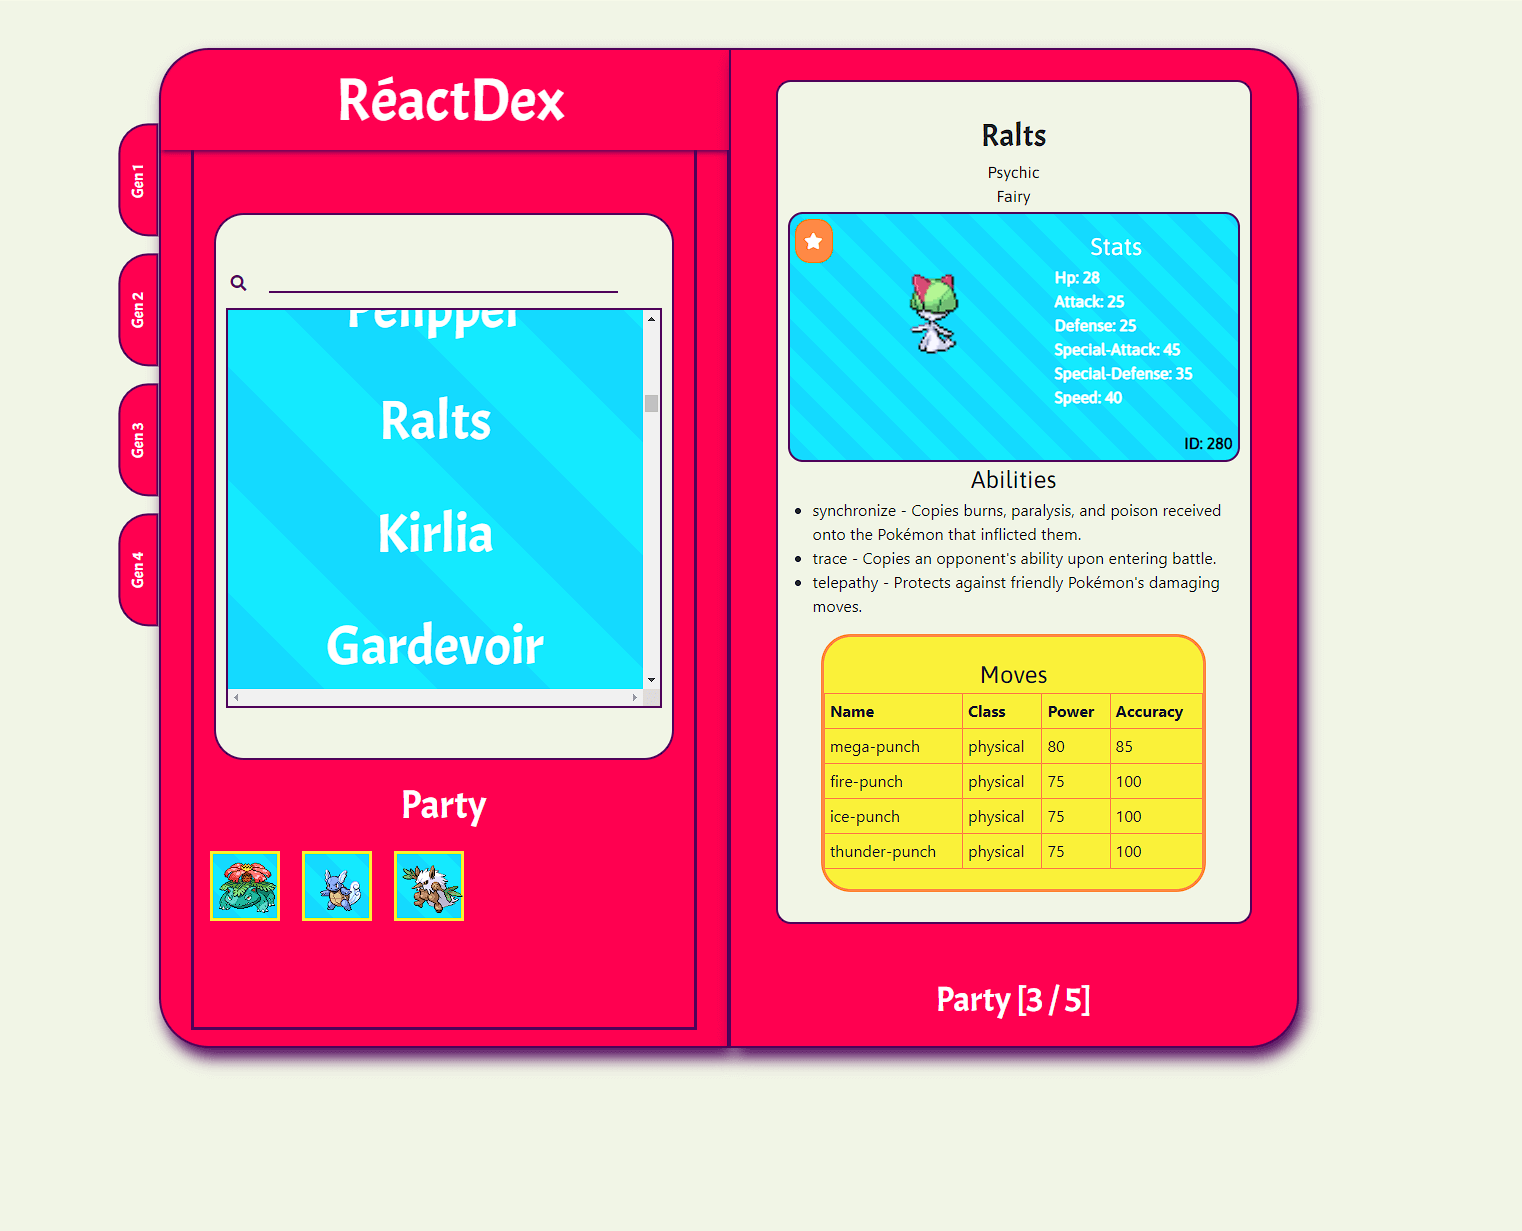 RéactDex
Gen 1
Gen 2
Gen 3
Gen 4
Pelipper
Ralts
Kirlia
Gardevoir
Party
Ralts
Psychic
Fairy
Stats
Hp: 28
Attack: 25
Defense: 25
Special-Attack: 45
Special-Defense: 35
Speed: 40
ID: 280
Abilities
synchronize - Copies burns, paralysis, and poison received
onto the Pokémon that inflicted them.
trace - Copies an opponent's ability upon entering battle.
telepathy - Protects against friendly Pokémon's damaging
moves.
Moves
Name Class Power Accuracy
mega-punch physical 80 85
fire-punch physical 75 100
ice-punch physical 75 100
thunder-punch physical 75 100
Party [3 / 5]